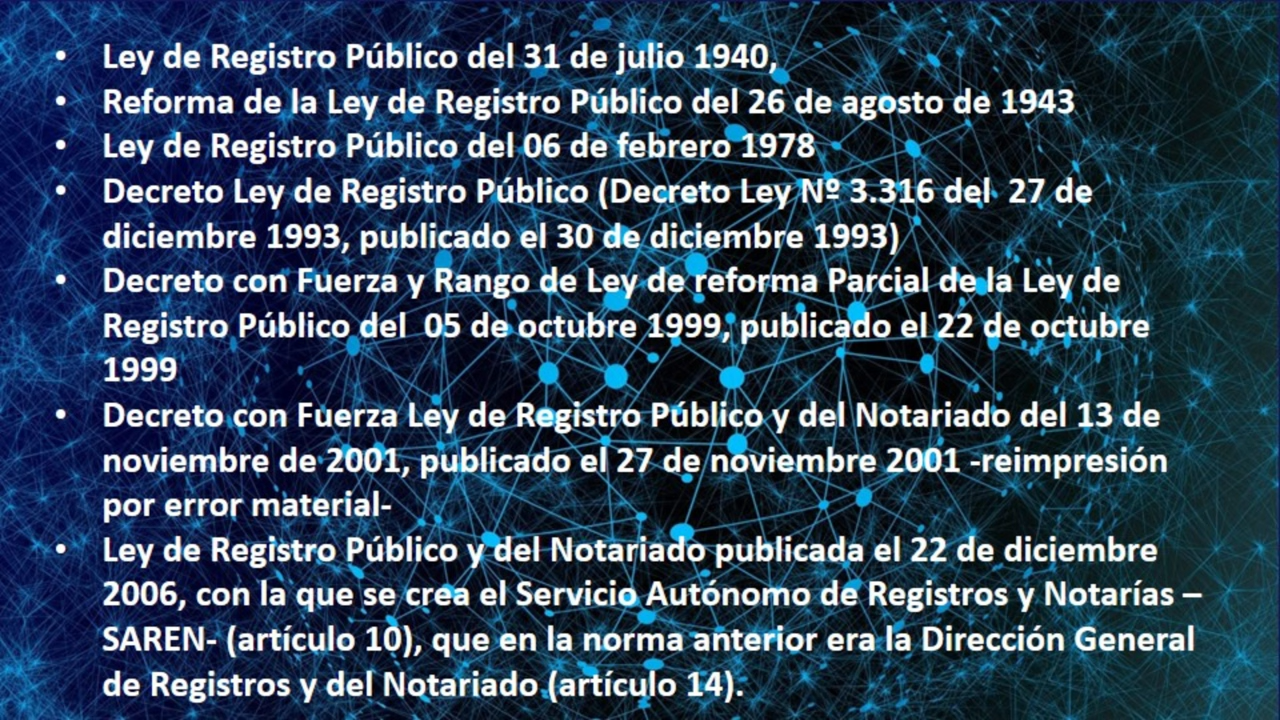 • Ley de Registro Público del 31 de julio 1940,
• Reforma de la Ley de Registro Público del 26 de agosto de 1943
• Ley de Registro Público del 06 de febrero 1978
• Decreto Ley de Registro Público (Decreto Ley Nº 3.316 del 27 de
diciembre 1993, publicado el 30 de diciembre 1993)
• Decreto con Fuerza y Rango de Ley de reforma Parcial de la Ley de
Registro Público del 05 de octubre 1999, publicado el 22 de octubre
1999
• Decreto con Fuerza Ley de Registro Público y del Notariado del 13 de
noviembre de 2001, publicado el 27 de noviembre 2001 -reimpresión
por error material-
• Ley de Registro Público y del Notariado publicada el 22 de diciembre
2006, con la que se crea el Servicio Autónomo de Registros y Notarías –
SAREN- (artículo 10), que en la norma anterior era la Dirección General
de Registros y del Notariado (artículo 14).